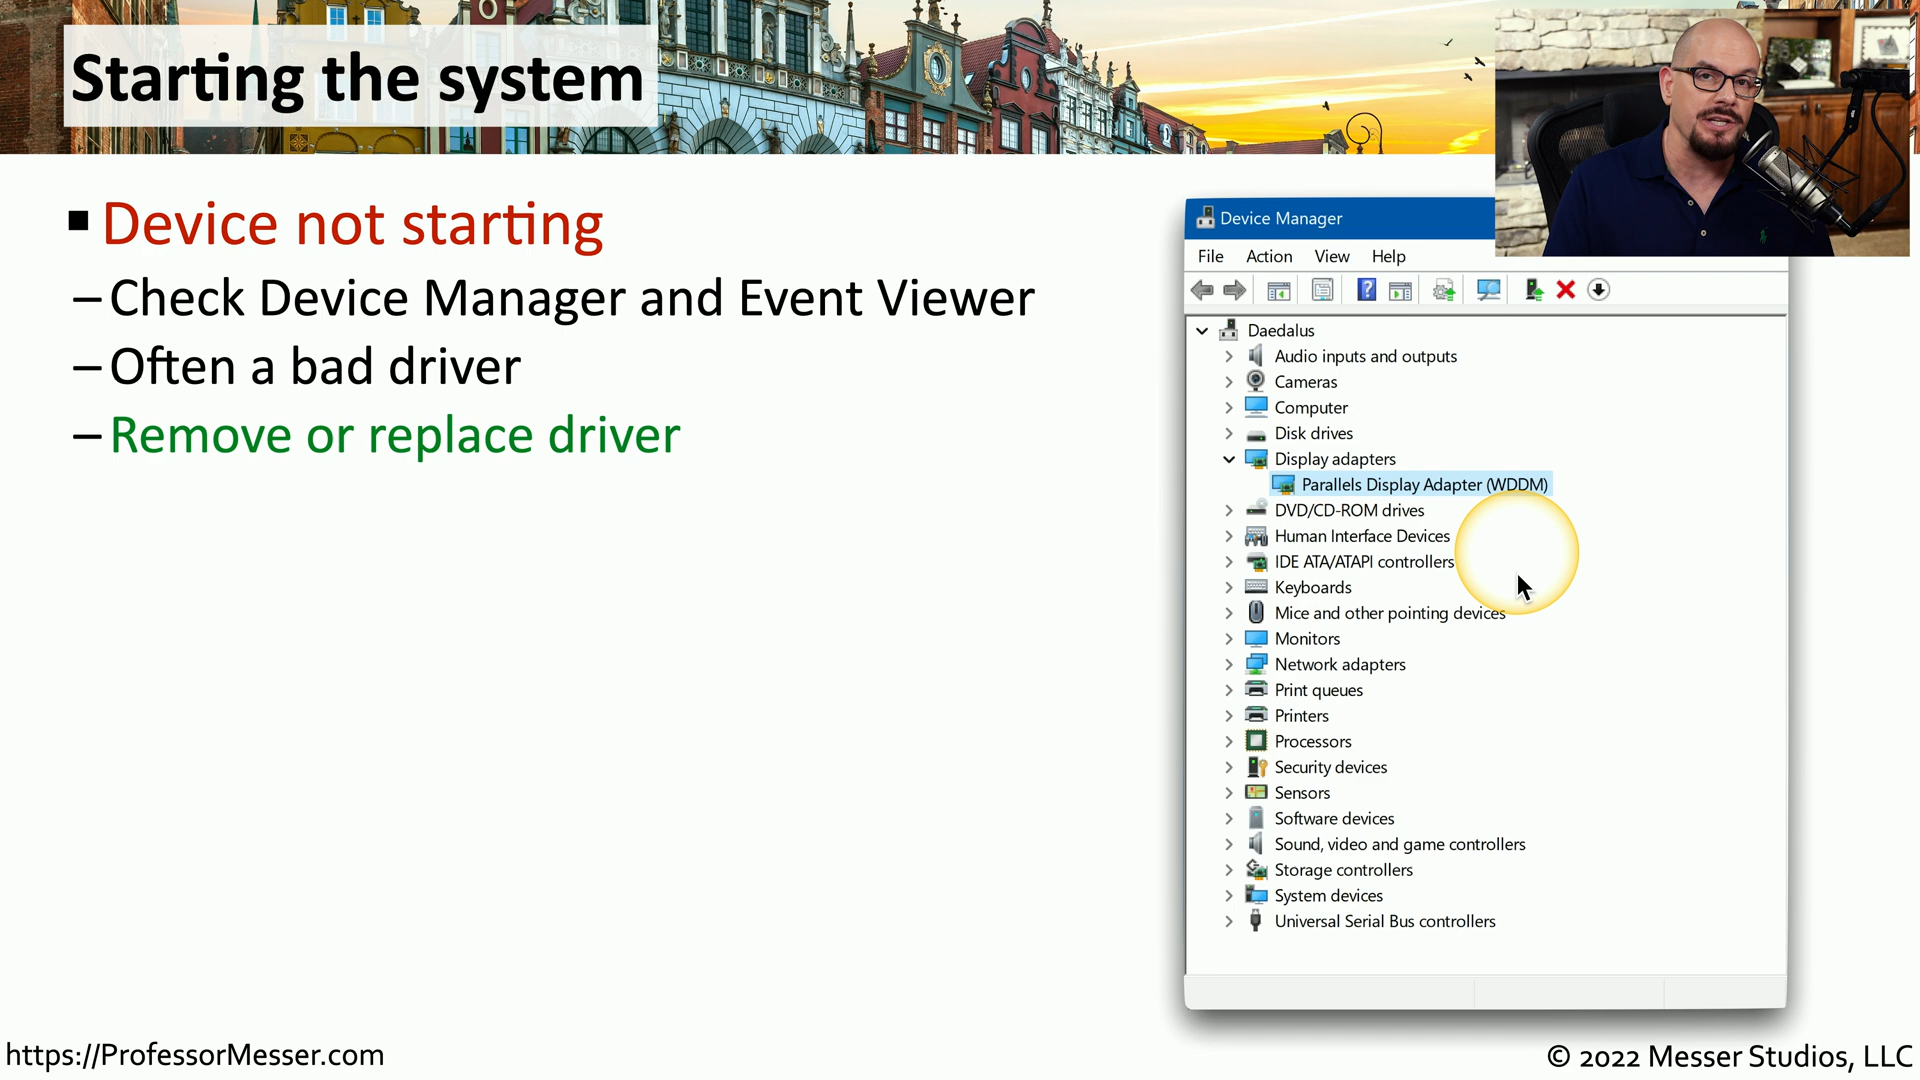 Starting the system
Device not starting
Check Device Manager and Event Viewer
Often a bad driver
Remove or replace driver
Device Manager
File Action View Help
Daedalus
Audio inputs and outputs
Cameras
Computer
Disk drives
Display adapters
Parallels Display Adapter (WDDM)
DVD/CD-ROM drives
Human Interface Devices
IDE ATA/ATAPI controllers
Keyboards
Mice and other pointing devices
Monitors
Network adapters
Print queues
Printers
Processors
Security devices
Sensors
Software devices
Sound, video and game controllers
Storage controllers
System devices
Universal Serial Bus controllers
https://ProfessorMesser.com
© 2022 Messer Studios, LLC